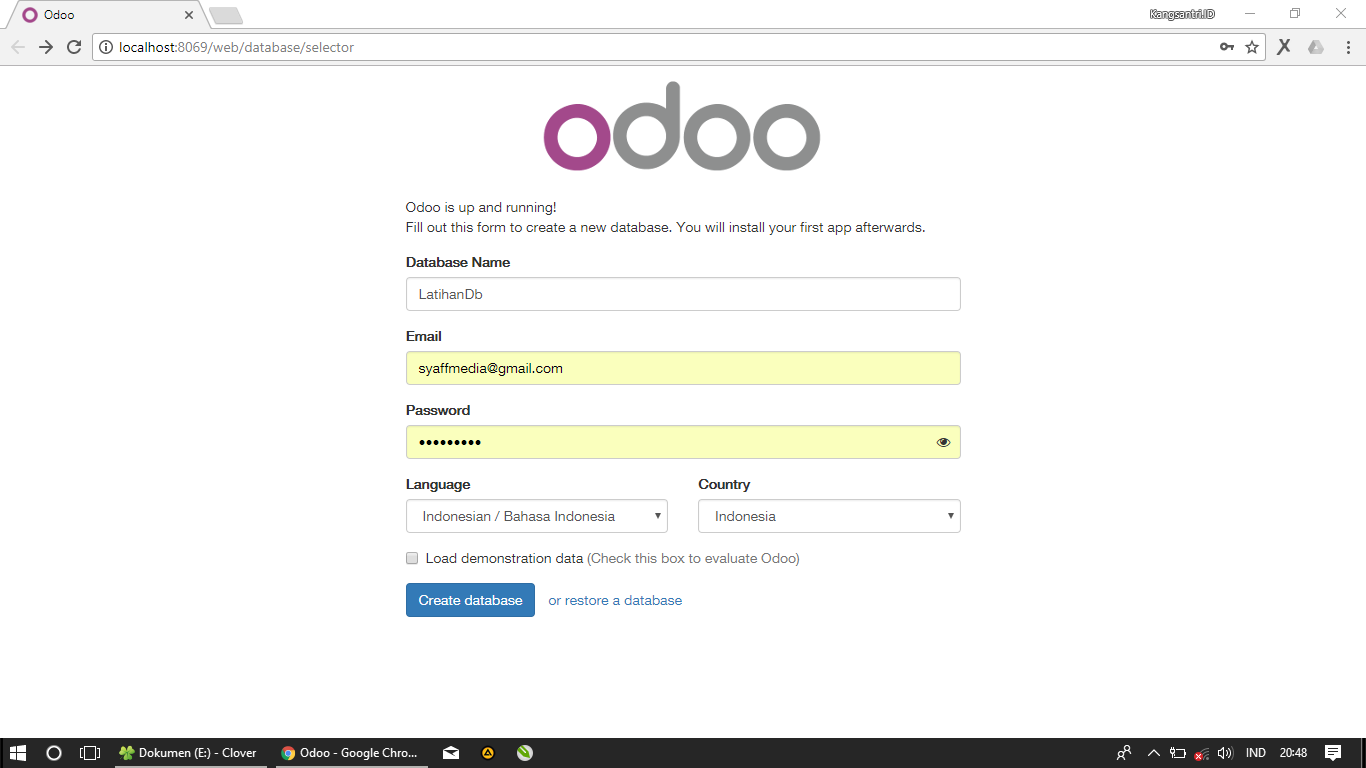 Odoo
Kangsantri.ID
localhost:8069/web/database/selector
odoo
Odoo is up and running!
Fill out this form to create a new database. You will install your first app afterwards.
Database Name
LatihanDb
Email
syaffmedia@gmail.com
Password
•••••••••
Language
Country
Indonesian / Bahasa Indonesia
Indonesia
Load demonstration data (Check this box to evaluate Odoo)
Create database
or restore a database
Dokumen (E:) - Clover
Odoo - Google Chro...
IND
20:48